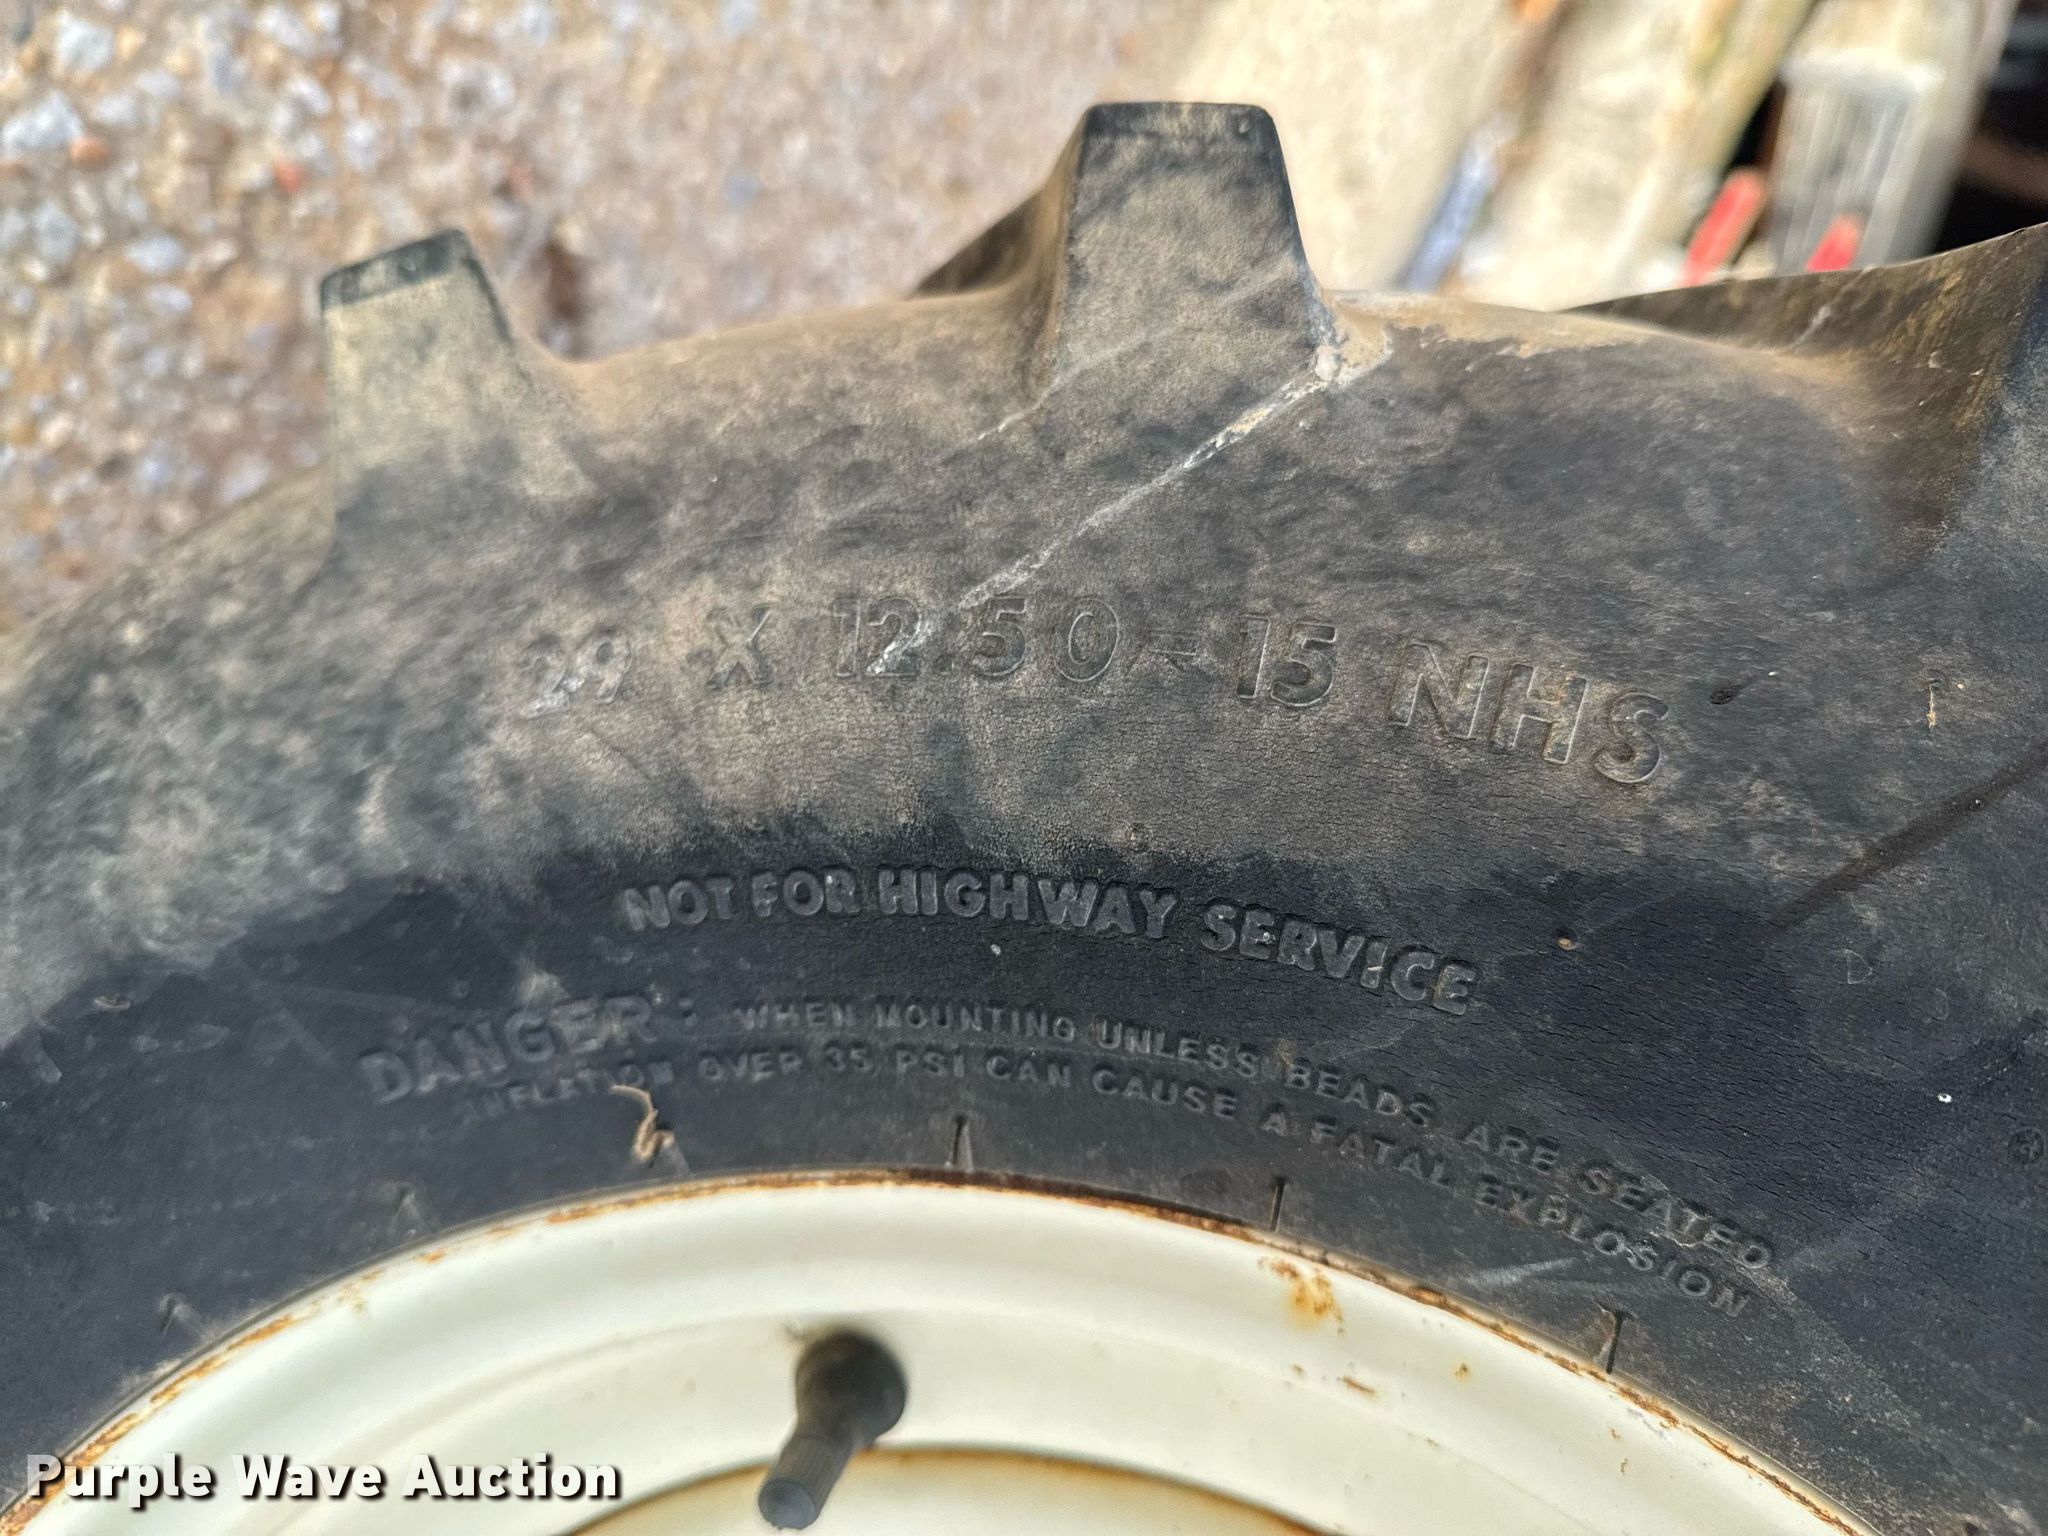 29 X 12.50-15 NHS
NOT FOR HIGHWAY SERVICE
DANGER: WHEN MOUNTING UNLESS BEADS ARE SEATED
INFLATION OVER 35 PSI CAN CAUSE A FATAL EXPLOSION
Purple Wave Auction